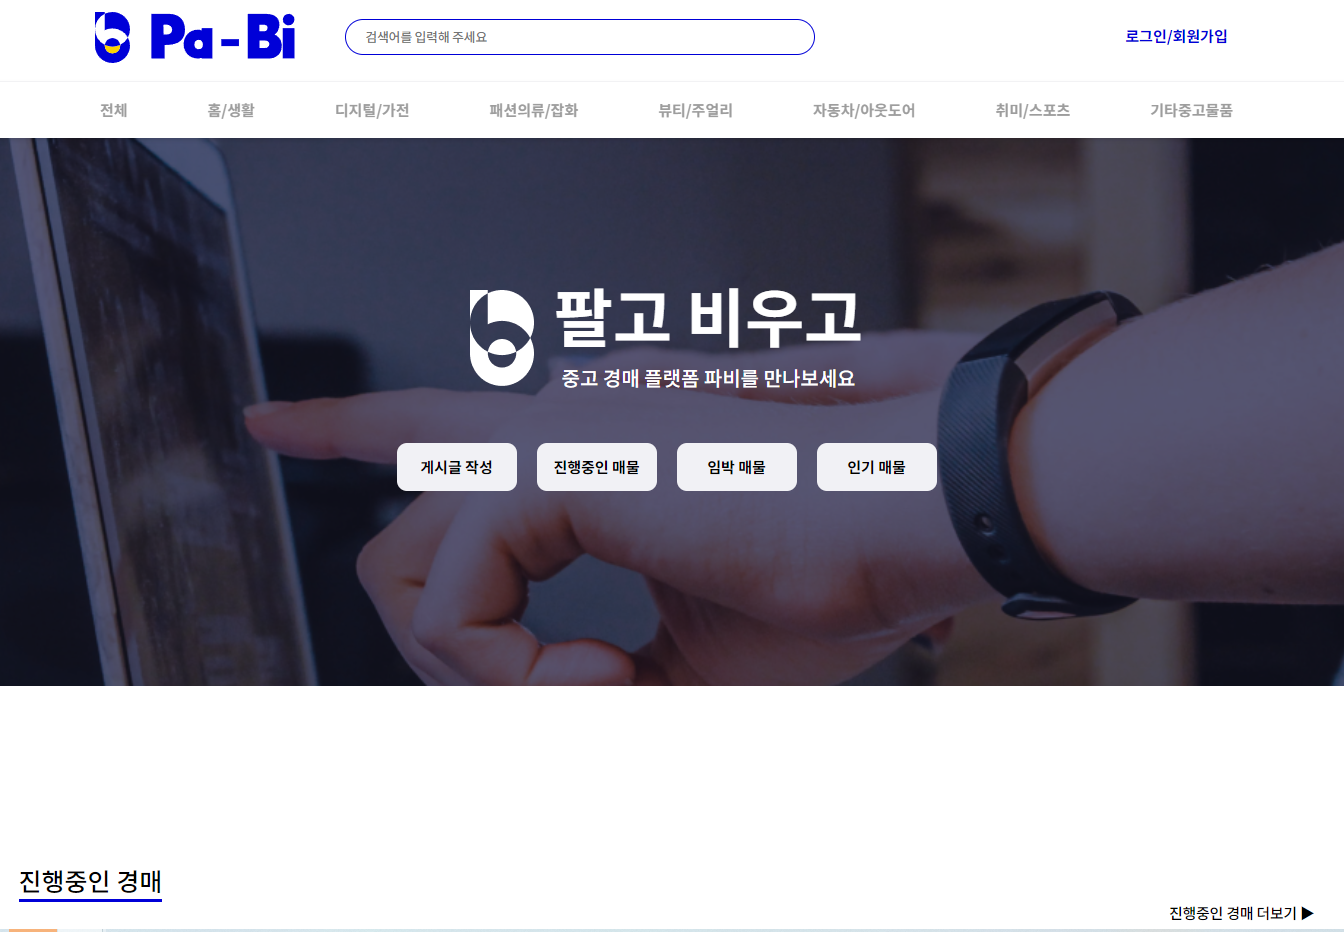 Pa-Bi
검색어를 입력해 주세요
로그인/회원가입
전체 홈/생활 디지털/가전 패션의류/잡화 뷰티/주얼리 자동차/아웃도어 취미/스포츠 기타중고물품
팔고 비우고
중고 경매 플랫폼 파비를 만나보세요
게시글 작성 진행중인 매물 임박 매물 인기 매물
진행중인 경매
진행중인 경매 더보기 ▶